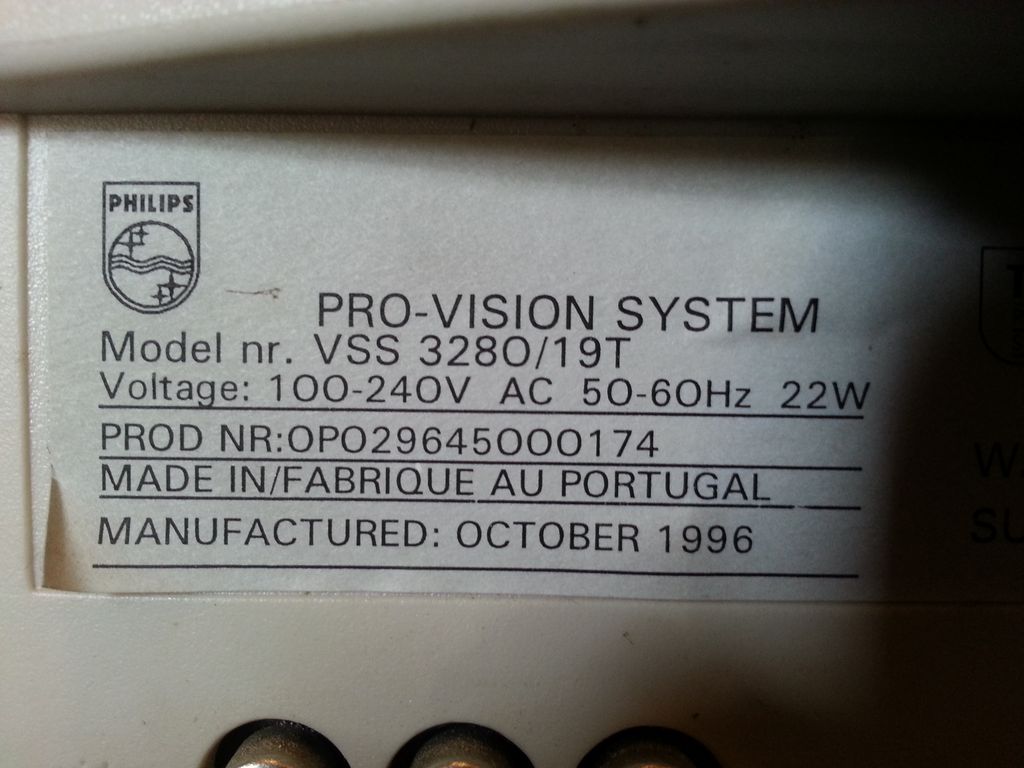 PHILIPS
PRO-VISION SYSTEM
Model nr. VSS 3280/19T
Voltage: 100-240V AC 50-60Hz 22W
PROD NR:OPO29645000174
MADE IN/FABRIQUE AU PORTUGAL
MANUFACTURED: OCTOBER 1996